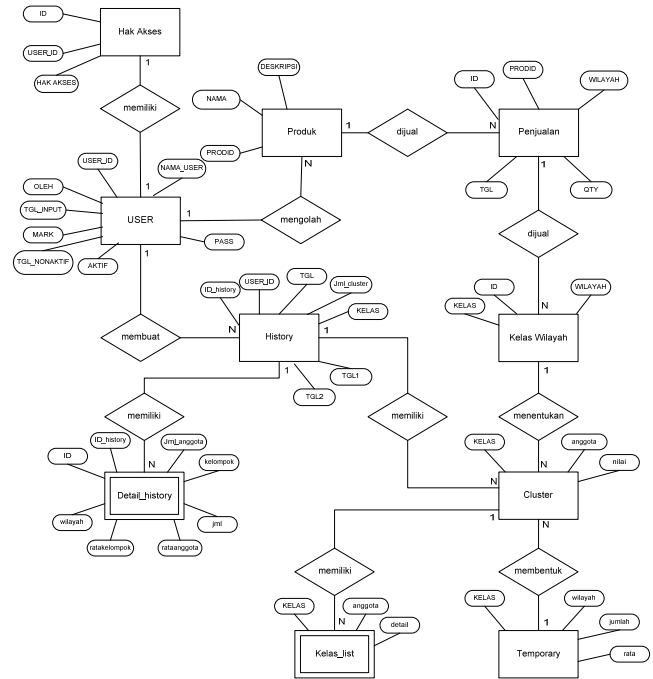 ID
Hak Akses
USER_ID
1
HAK AKSES
memiliki
1
DESKRIPSI
NAMA
Produk
PRODID
1
dijual
N
ID
PRODID
WILAYAH
Penjualan
TGL
QTY
1
N
USER_ID
NAMA_USER
OLEH
TGL_INPUT
USER
MARK
TGL_NONAKTIF
AKTIF
PASS
1
mengolah
1
dijual
membuat
N
ID_history
USER_ID
TGL
Jml_cluster
KELAS
History
1
TGL1
TGL2
1
ID
WILAYAH
KELAS
N
Kelas Wilayah
1
memiliki
N
memiliki
N
menentukan
N
ID
ID_history
Jml_anggota
kelompok
Detail_history
wilayah
jml
ratakelompok
rataanggota
KELAS
anggota
nilai
Cluster
1
N
memiliki
N
membentuk
1
KELAS
anggota
detail
Kelas_list
KELAS
wilayah
jumlah
rata
Temporary